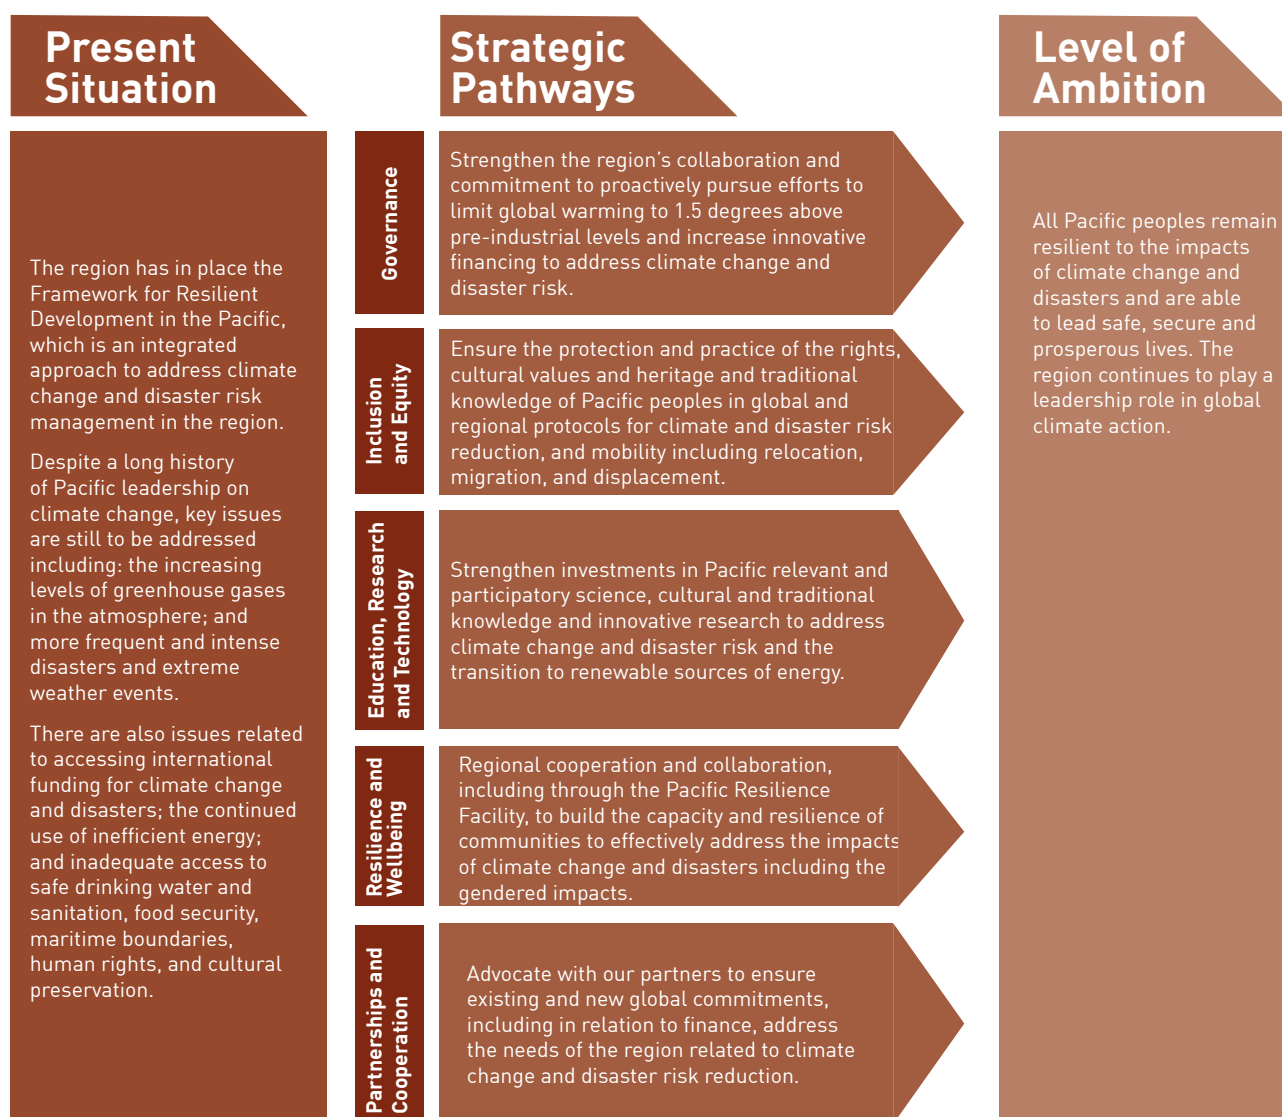 Present
Situation
The region has in place the
Framework for Resilient
Development in the Pacific,
which is an integrated
approach to address climate
change and disaster risk
management in the region.
Despite a long history
of Pacific leadership on
climate change, key issues
are still to be addressed
including: the increasing
levels of greenhouse gases
in the atmosphere; and
more frequent and intense
disasters and extreme
weather events.
There are also issues related
to accessing international
funding for climate change
and disasters; the continued
use of inefficient energy;
and inadequate access to
safe drinking water and
sanitation, food security,
maritime boundaries,
human rights, and cultural
preservation.
Strategic
Pathways
Governance
Strengthen the region’s collaboration and
commitment to proactively pursue efforts to
limit global warming to 1.5 degrees above
pre-industrial levels and increase innovative
financing to address climate change and
disaster risk.
Inclusion
and Equity
Ensure the protection and practice of the rights,
cultural values and heritage and traditional
knowledge of Pacific peoples in global and
regional protocols for climate and disaster risk
reduction, and mobility including relocation,
migration, and displacement.
Education, Research
and Technology
Strengthen investments in Pacific relevant and
participatory science, cultural and traditional
knowledge and innovative research to address
climate change and disaster risk and the
transition to renewable sources of energy.
Resilience and
Wellbeing
Regional cooperation and collaboration,
including through the Pacific Resilience
Facility, to build the capacity and resilience of
communities to effectively address the impacts
of climate change and disasters including the
gendered impacts.
Partnerships and
Cooperation
Advocate with our partners to ensure
existing and new global commitments,
including in relation to finance, address
the needs of the region related to climate
change and disaster risk reduction.
Level of
Ambition
All Pacific peoples remain
resilient to the impacts
of climate change and
disasters and are able
to lead safe, secure and
prosperous lives. The
region continues to play a
leadership role in global
climate action.